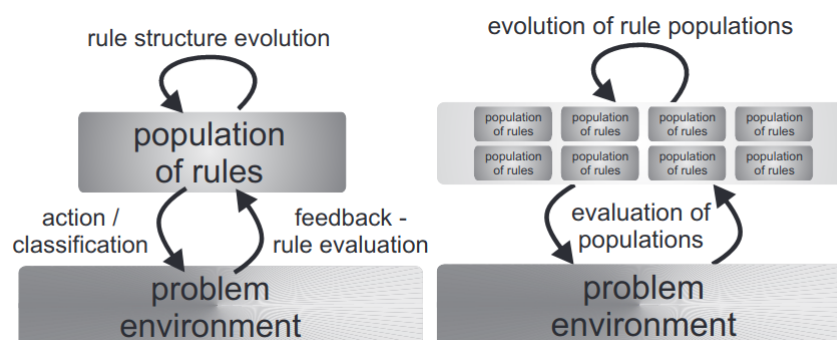 rule structure evolution
population
of rules
action /
classification
feedback -
rule evaluation
problem
environment
evolution of rule populations
population
of rules
population
of rules
population
of rules
population
of rules
population
of rules
population
of rules
population
of rules
population
of rules
evaluation of
populations
problem
environment